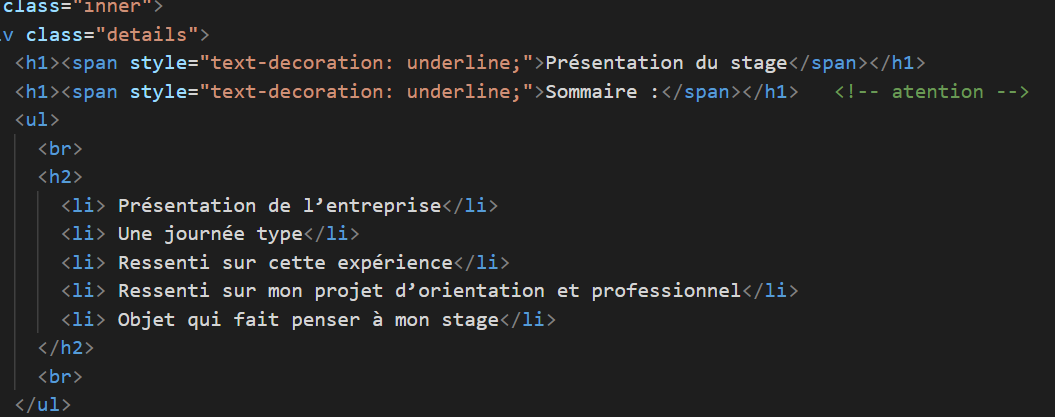 class="inner">
v class="details">
<h1><span style="text-decoration: underline;">Présentation du stage</span></h1>
<h1><span style="text-decoration: underline;">Sommaire :</span></h1>   <!-- atention -->
<ul>
<br>
<h2>
<li> Présentation de l’entreprise</li>
<li> Une journée type</li>
<li> Ressenti sur cette expérience</li>
<li> Ressenti sur mon projet d’orientation et professionnel</li>
<li> Objet qui fait penser à mon stage</li>
</h2>
<br>
</ul>